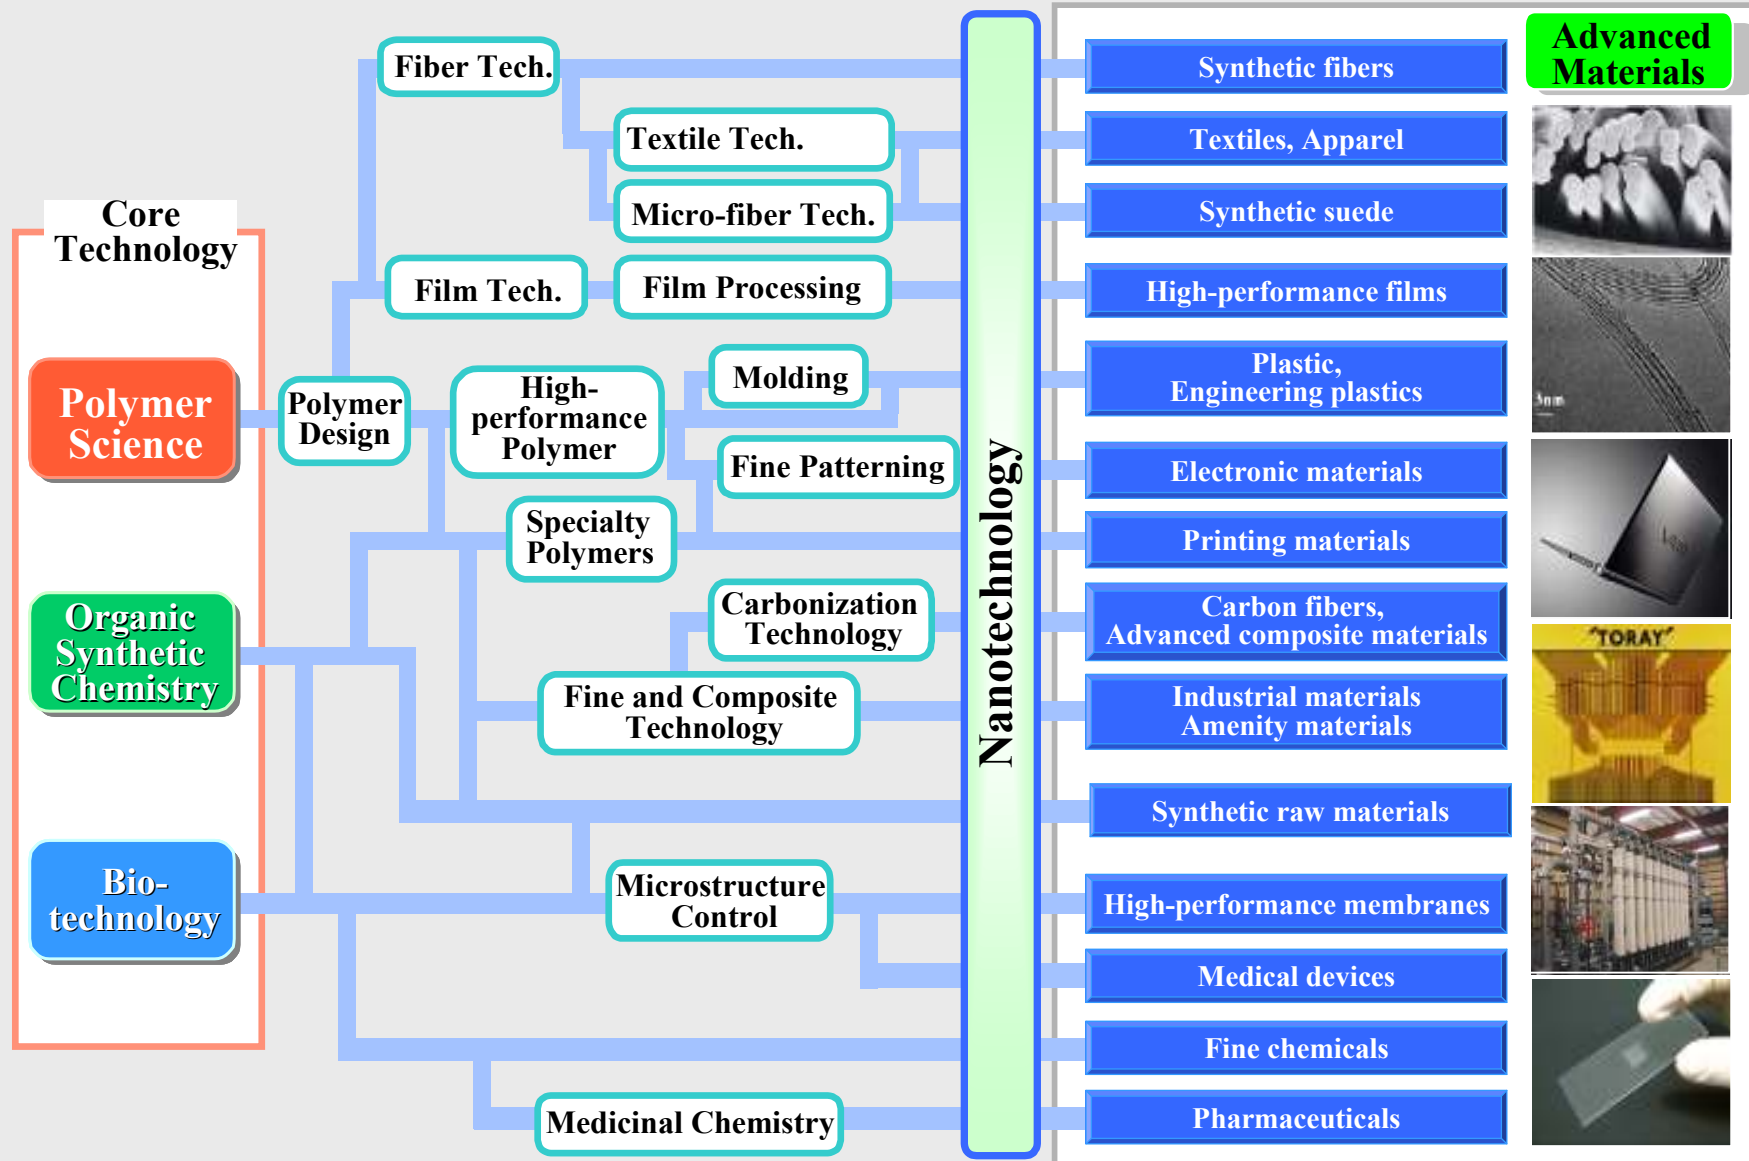 Core
Technology
Polymer
Science
Organic
Synthetic
Chemistry
Bio-
technology
Fiber Tech.
Textile Tech.
Micro-fiber Tech.
Film Tech.
Film Processing
Polymer
Design
High-
performance
Polymer
Molding
Fine Patterning
Specialty
Polymers
Carbonization
Technology
Fine and Composite
Technology
Microstructure
Control
Medicinal Chemistry
Nanotechnology
Synthetic fibers
Textiles, Apparel
Synthetic suede
High-performance films
Plastic,
Engineering plastics
Electronic materials
Printing materials
Carbon fibers,
Advanced composite materials
Industrial materials
Amenity materials
Synthetic raw materials
High-performance membranes
Medical devices
Fine chemicals
Pharmaceuticals
Advanced
Materials
3nm
"TORAY"